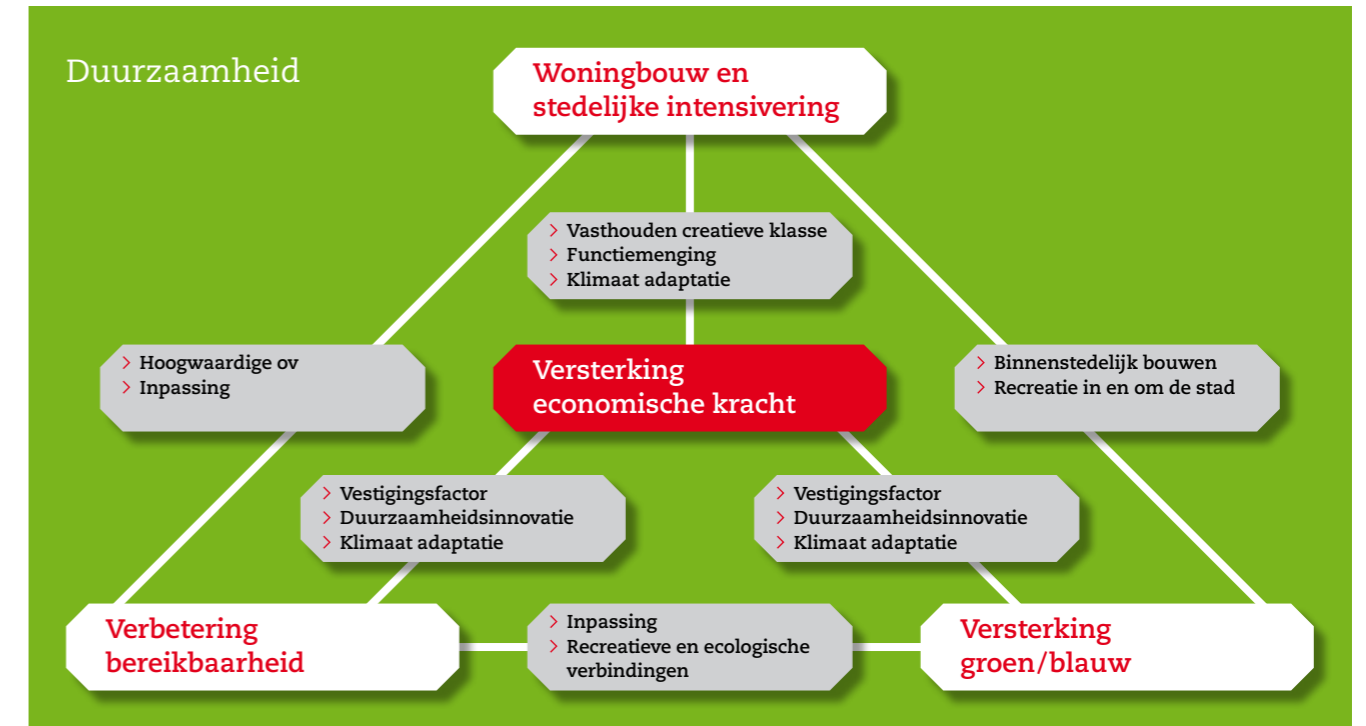 Duurzaamheid
Woningbouw en
stedelijke intensivering
> Vasthouden creatieve klasse
> Functiemenging
> Klimaat adaptatie
> Hoogwaardige ov
> Inpassing
Versterking
economische kracht
> Binnenstedelijk bouwen
> Recreatie in en om de stad
> Vestigingsfactor
> Duurzaamheidsinnovatie
> Klimaat adaptatie
> Vestigingsfactor
> Duurzaamheidsinnovatie
> Klimaat adaptatie
Verbetering
bereikbaarheid
> Inpassing
> Recreatieve en ecologische
verbindingen
Versterking
groen/blauw